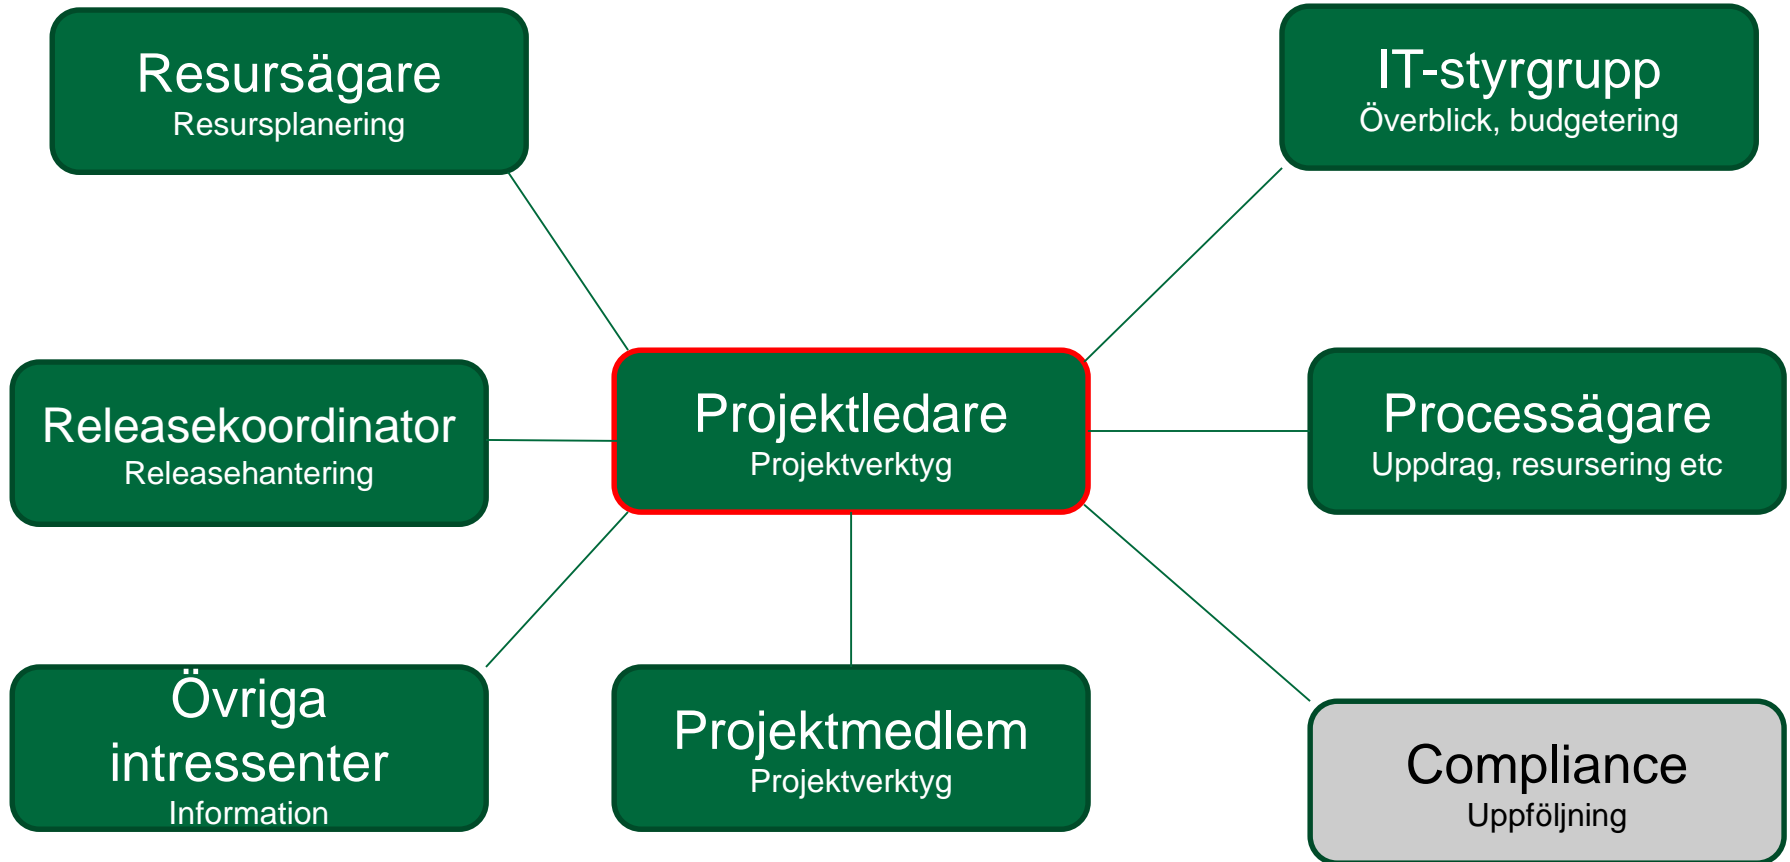 Resursägare
Resursplanering
IT-styrgrupp
Överblick, budgetering
Releasekoordinator
Releasehantering
Projektledare
Projektverktyg
Processägare
Uppdrag, resursering etc
Övriga
intressenter
Information
Projektmedlem
Projektverktyg
Compliance
Uppföljning